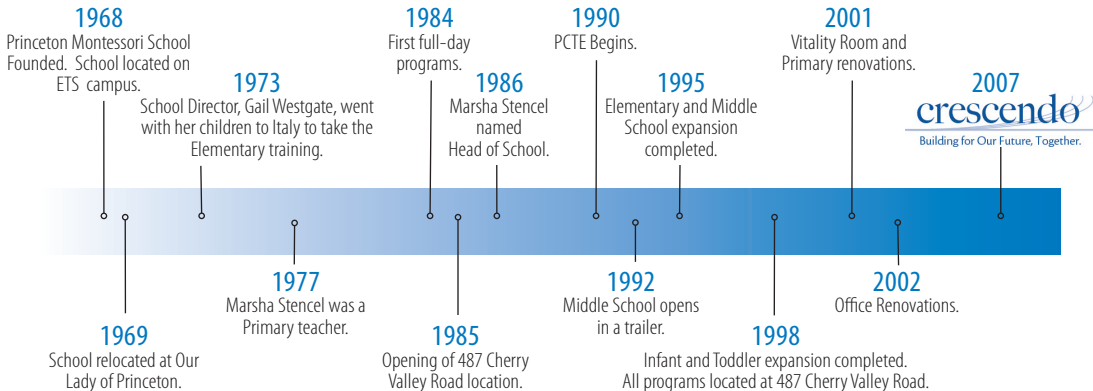 1968
Princeton Montessori School
Founded. School located on
ETS campus.
1973
School Director, Gail Westgate, went
with her children to Italy to take the
Elementary training.
1984
First full-day
programs.
1986
Marsha Stencel
named
Head of School.
1990
PCTE Begins.
1995
Elementary and Middle
School expansion
completed.
2001
Vitality Room and
Primary renovations.
2007
crescendo
Building for Our Future, Together.
1969
School relocated at Our
Lady of Princeton.
1977
Marsha Stencel was a
Primary teacher.
1985
Opening of 487 Cherry
Valley Road location.
1992
Middle School opens
in a trailer.
1998
Infant and Toddler expansion completed.
All programs located at 487 Cherry Valley Road.
2002
Office Renovations.